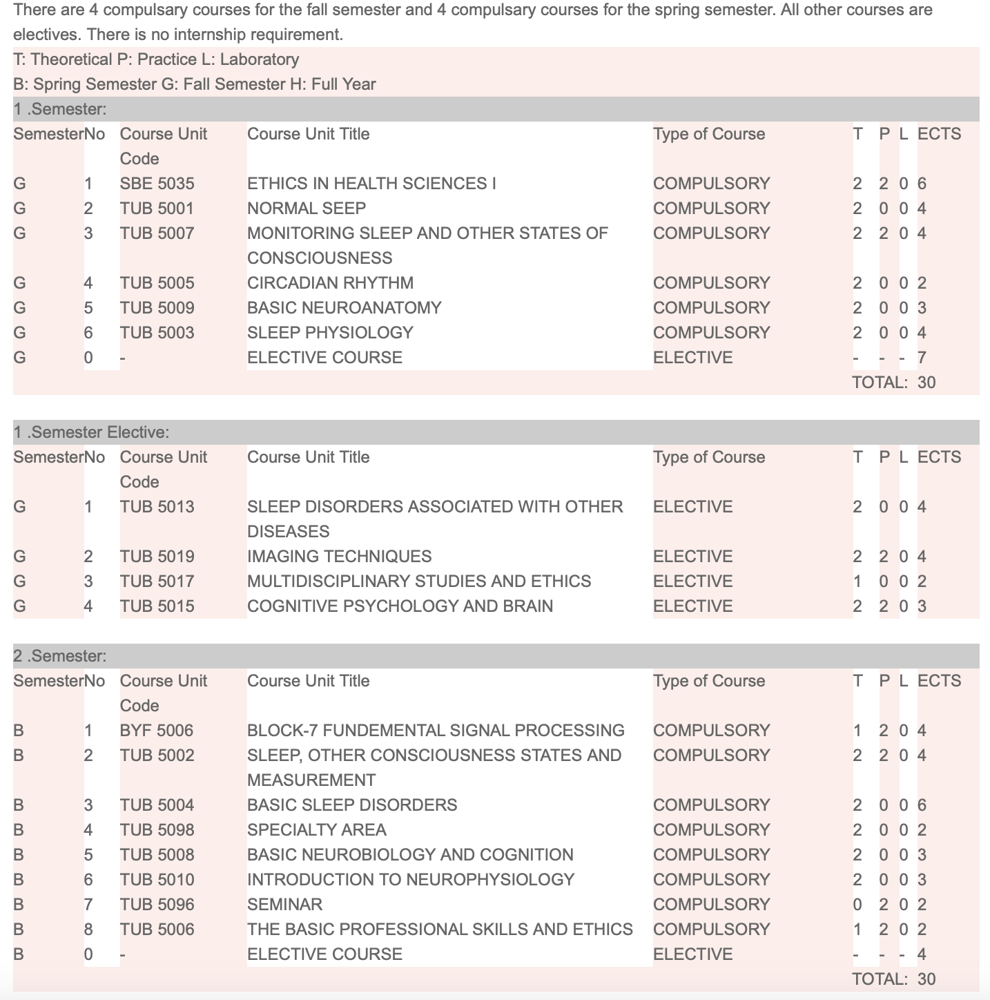 There are 4 compulsary courses for the fall semester and 4 compulsary courses for the spring semester. All other courses are
electives. There is no internship requirement.
T: Theoretical P: Practice L: Laboratory
B: Spring Semester G: Fall Semester H: Full Year
1 .Semester:
SemesterNo Course Unit Course Unit Title Type of Course T P L ECTS
Code
G 1 SBE 5035 ETHICS IN HEALTH SCIENCES I COMPULSORY 2 2 0 6
G 2 TUB 5001 NORMAL SEEP COMPULSORY 2 0 0 4
G 3 TUB 5007 MONITORING SLEEP AND OTHER STATES OF COMPULSORY 2 2 0 4
CONSCIOUSNESS
G 4 TUB 5005 CIRCADIAN RHYTHM COMPULSORY 2 0 0 2
G 5 TUB 5009 BASIC NEUROANATOMY COMPULSORY 2 0 0 3
G 6 TUB 5003 SLEEP PHYSIOLOGY COMPULSORY 2 0 0 4
G 0 - ELECTIVE COURSE ELECTIVE - - - 7
TOTAL: 30
1 .Semester Elective:
SemesterNo Course Unit Course Unit Title Type of Course T P L ECTS
Code
G 1 TUB 5013 SLEEP DISORDERS ASSOCIATED WITH OTHER ELECTIVE 2 0 0 4
DISEASES
G 2 TUB 5019 IMAGING TECHNIQUES ELECTIVE 2 2 0 4
G 3 TUB 5017 MULTIDISCIPLINARY STUDIES AND ETHICS ELECTIVE 1 0 0 2
G 4 TUB 5015 COGNITIVE PSYCHOLOGY AND BRAIN ELECTIVE 2 2 0 3
2 .Semester:
SemesterNo Course Unit Course Unit Title Type of Course T P L ECTS
Code
B 1 BYF 5006 BLOCK-7 FUNDEMENTAL SIGNAL PROCESSING COMPULSORY 1 2 0 4
B 2 TUB 5002 SLEEP, OTHER CONSCIOUSNESS STATES AND COMPULSORY 2 2 0 4
MEASUREMENT
B 3 TUB 5004 BASIC SLEEP DISORDERS COMPULSORY 2 0 0 6
B 4 TUB 5098 SPECIALTY AREA COMPULSORY 2 0 0 2
B 5 TUB 5008 BASIC NEUROBIOLOGY AND COGNITION COMPULSORY 2 0 0 3
B 6 TUB 5010 INTRODUCTION TO NEUROPHYSIOLOGY COMPULSORY 2 0 0 3
B 7 TUB 5096 SEMINAR COMPULSORY 0 2 0 2
B 8 TUB 5006 THE BASIC PROFESSIONAL SKILLS AND ETHICS COMPULSORY 1 2 0 2
B 0 - ELECTIVE COURSE ELECTIVE - - - 4
TOTAL: 30